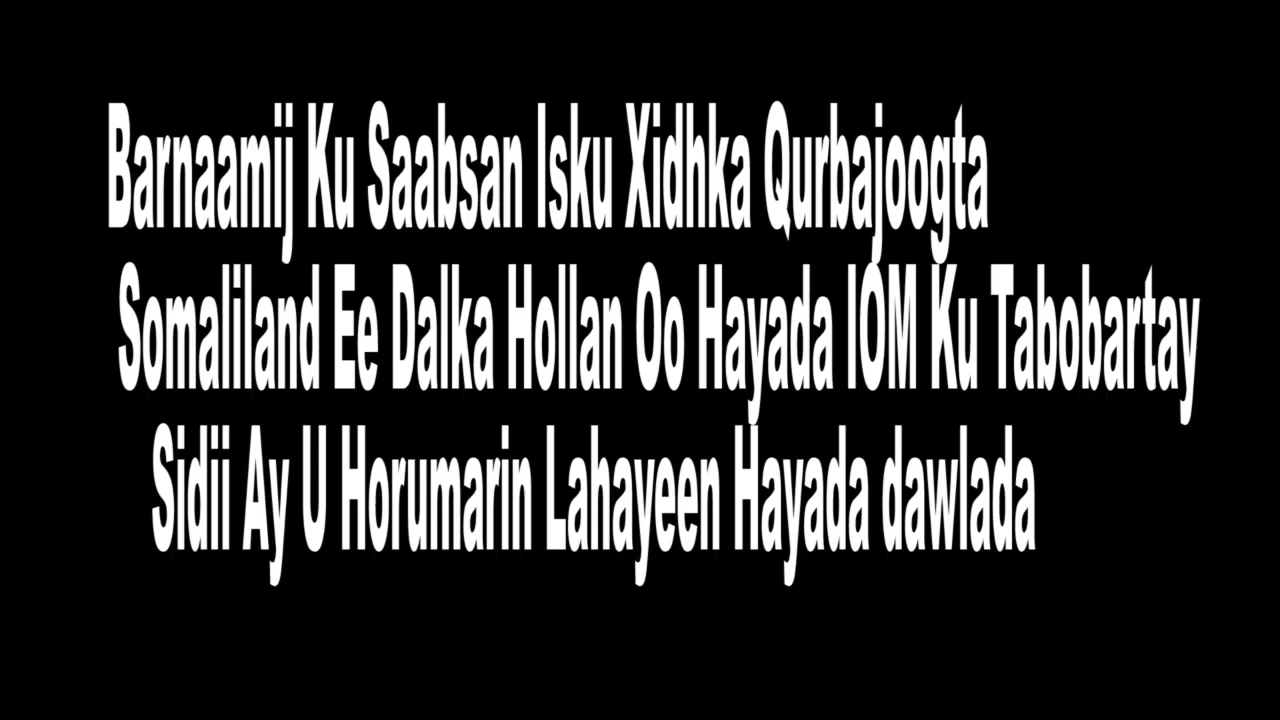 Barnaamij Ku Saabsan Isku Xidhka Qurbajoogta
Somaliland Ee Dalka Hollan Oo Hayada IOM Ku Tabobartay
Sidii Ay U Horumarin Lahayeen Hayada dawlada